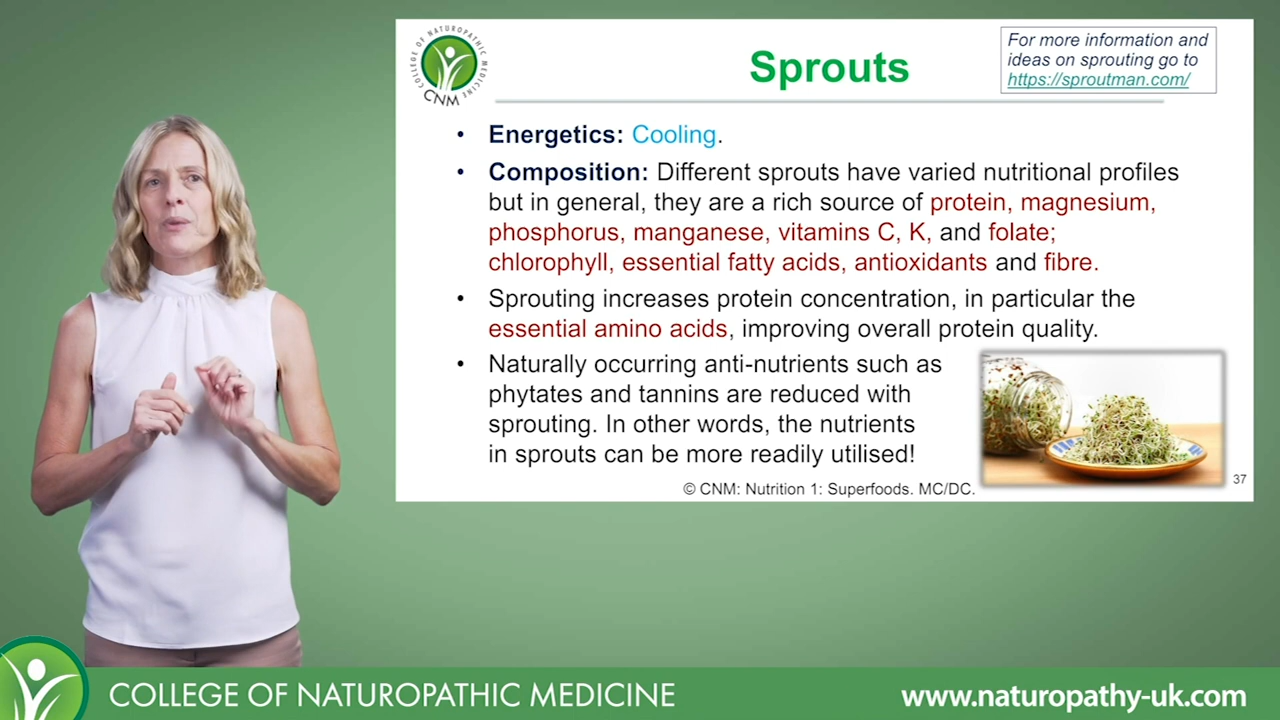 COLLEGE OF NATUROPATHIC MEDICINE
CNM
Sprouts
For more information and
ideas on sprouting go to
https://sproutman.com/
• Energetics: Cooling.
• Composition: Different sprouts have varied nutritional profiles
but in general, they are a rich source of protein, magnesium,
phosphorus, manganese, vitamins C, K, and folate;
chlorophyll, essential fatty acids, antioxidants and fibre.
• Sprouting increases protein concentration, in particular the
essential amino acids, improving overall protein quality.
• Naturally occurring anti-nutrients such as
phytates and tannins are reduced with
sprouting. In other words, the nutrients
in sprouts can be more readily utilised!
© CNM: Nutrition 1: Superfoods. MC/DC.
37
COLLEGE OF NATUROPATHIC MEDICINE
www.naturopathy-uk.com